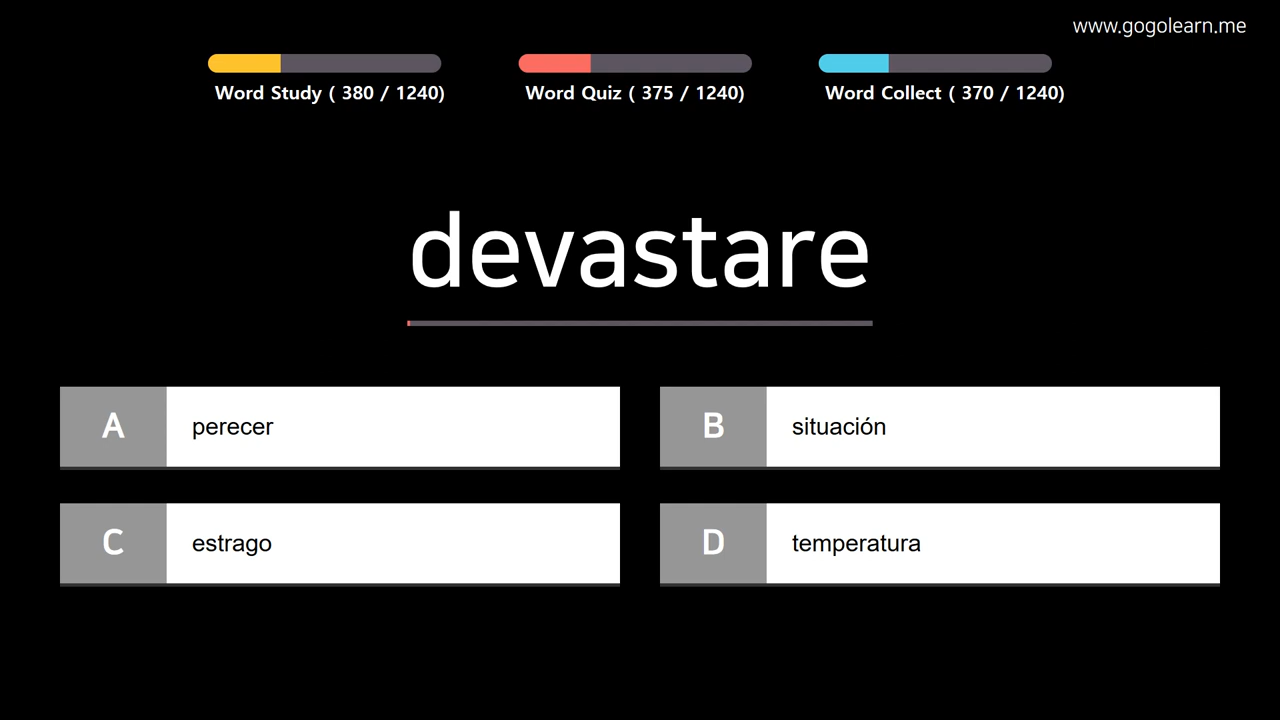 www.gogolearn.me
Word Study ( 380 / 1240)
Word Quiz ( 375 / 1240)
Word Collect ( 370 / 1240)
devastare
A
perecer
B
situación
C
estrago
D
temperatura